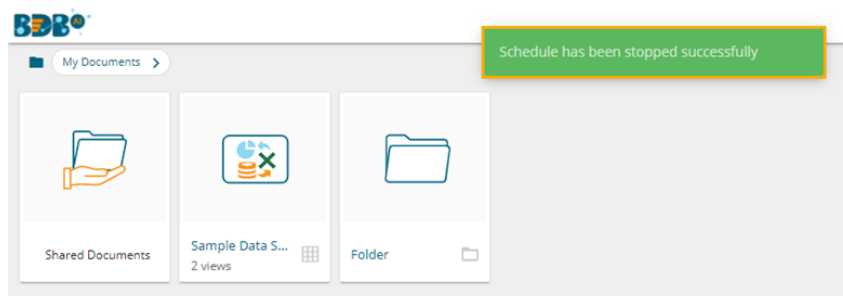 BDB AI
Schedule has been stopped successfully
My Documents
Shared Documents
Sample Data S...
2 views
Folder